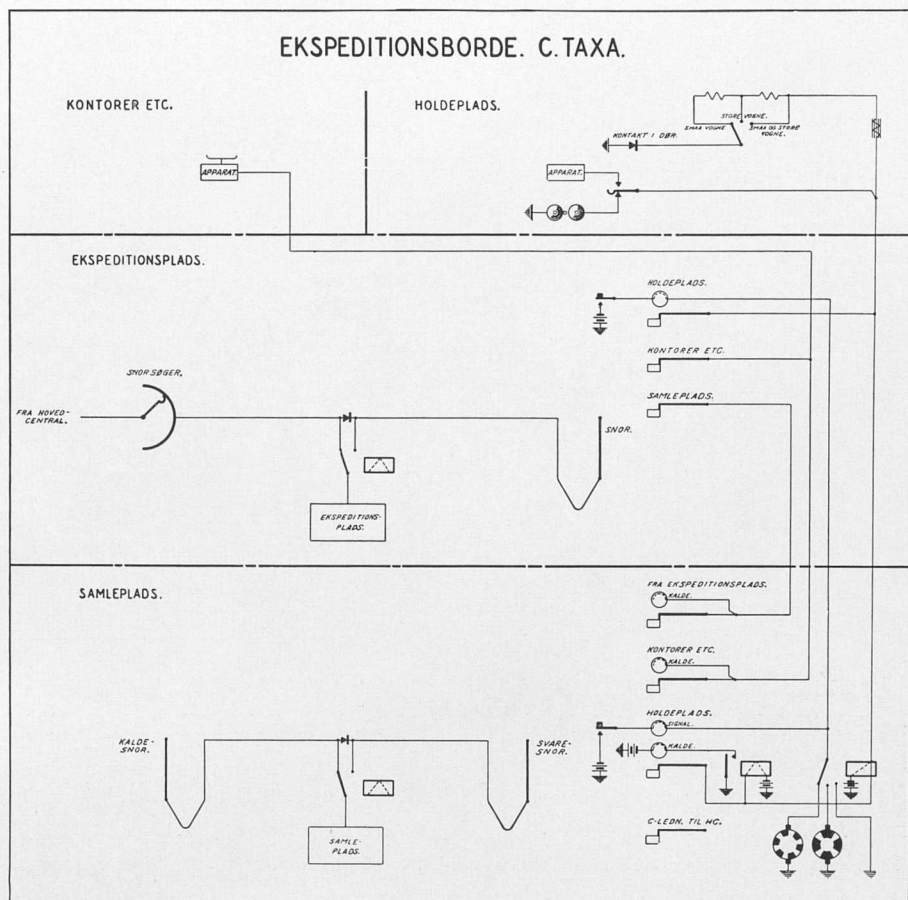 EKSPEDITIONSBORDE. C.TAXA.
KONTORER ETC.
HOLDEPLADS.
STORE VOGNE.
SMAA VOGNE
SMAA OG STORE
VOGNE.
KONTAKT I DØR.
APPARAT.
APPARAT.
EKSPEDITIONSPLADS.
HOLDEPLADS.
KONTORER ETC.
SNORSØGER.
SAMLEPLADS.
FRA HOVED-
CENTRAL.
SNOR.
EKSPEDITIONS-
PLADS.
SAMLEPLADS.
FRA EKSPEDITIONSPLADS.
KALDE.
KONTORER ETC.
KALDE.
HOLDEPLADS.
SIGNAL.
KALDE-
SNOR.
SVARE-
SNOR.
KALDE.
C-LEDN. TIL HC.
SAMLE-
PLADS.